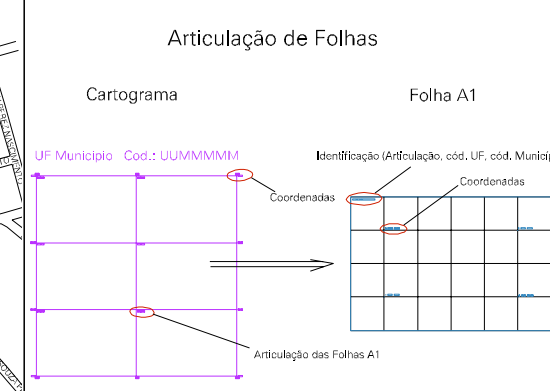 Articulação de Folhas
Cartograma
Folha A1
UF Municipio Cod.: UUMMMMM
Identificação (Articulação, cód. UF, cód. Municíp
Coordenadas
Coordenadas
Articulação das Folhas A1